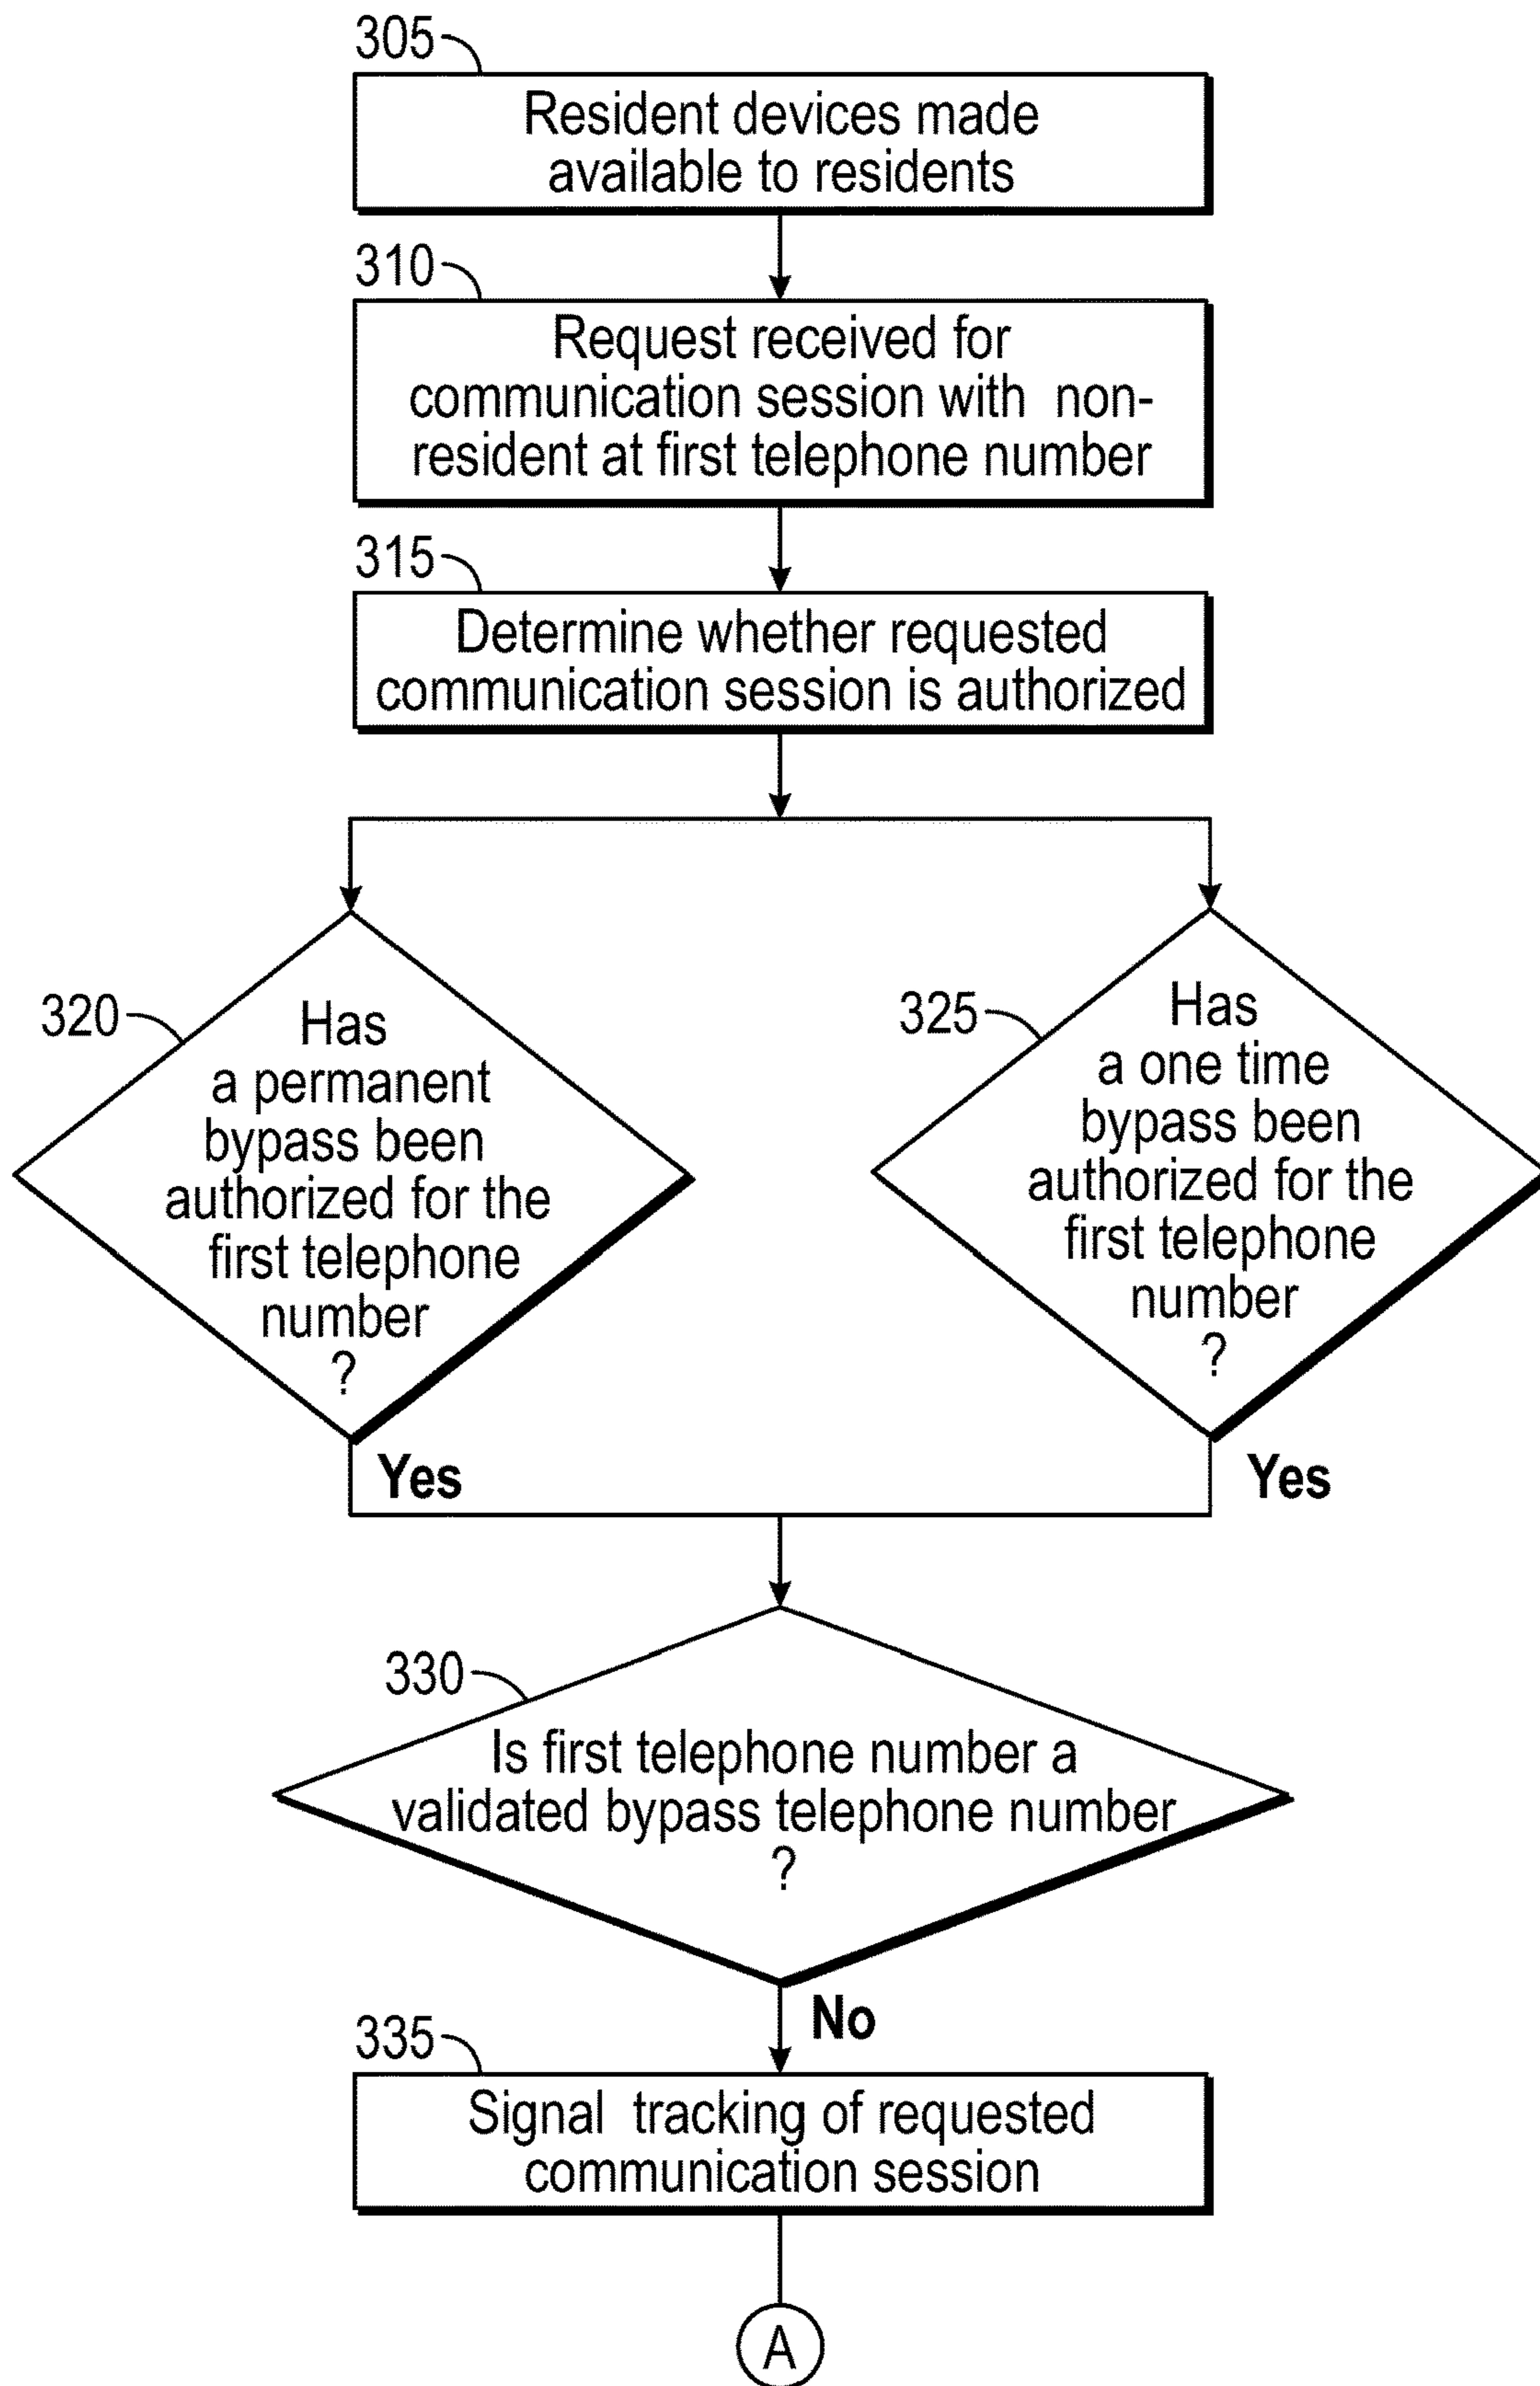 305
Resident devices made
available to residents
310
Request received for
communication session with non-
resident at first telephone number
315
Determine whether requested
communication session is authorized
320
Has
a permanent
bypass been
authorized for the
first telephone
number
?
Yes
325
Has
a one time
bypass been
authorized for the
first telephone
number
?
Yes
330
Is first telephone number a
validated bypass telephone number
?
No
335
Signal tracking of requested
communication session
A